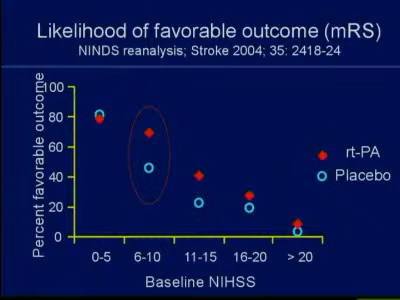 Likelihood of favorable outcome (mRS)
NINDS reanalysis; Stroke 2004; 35: 2418-24
Percent favorable outcome
100
80
60
40
20
0
0-5 6-10 11-15 16-20 > 20
Baseline NIHSS
rt-PA
Placebo